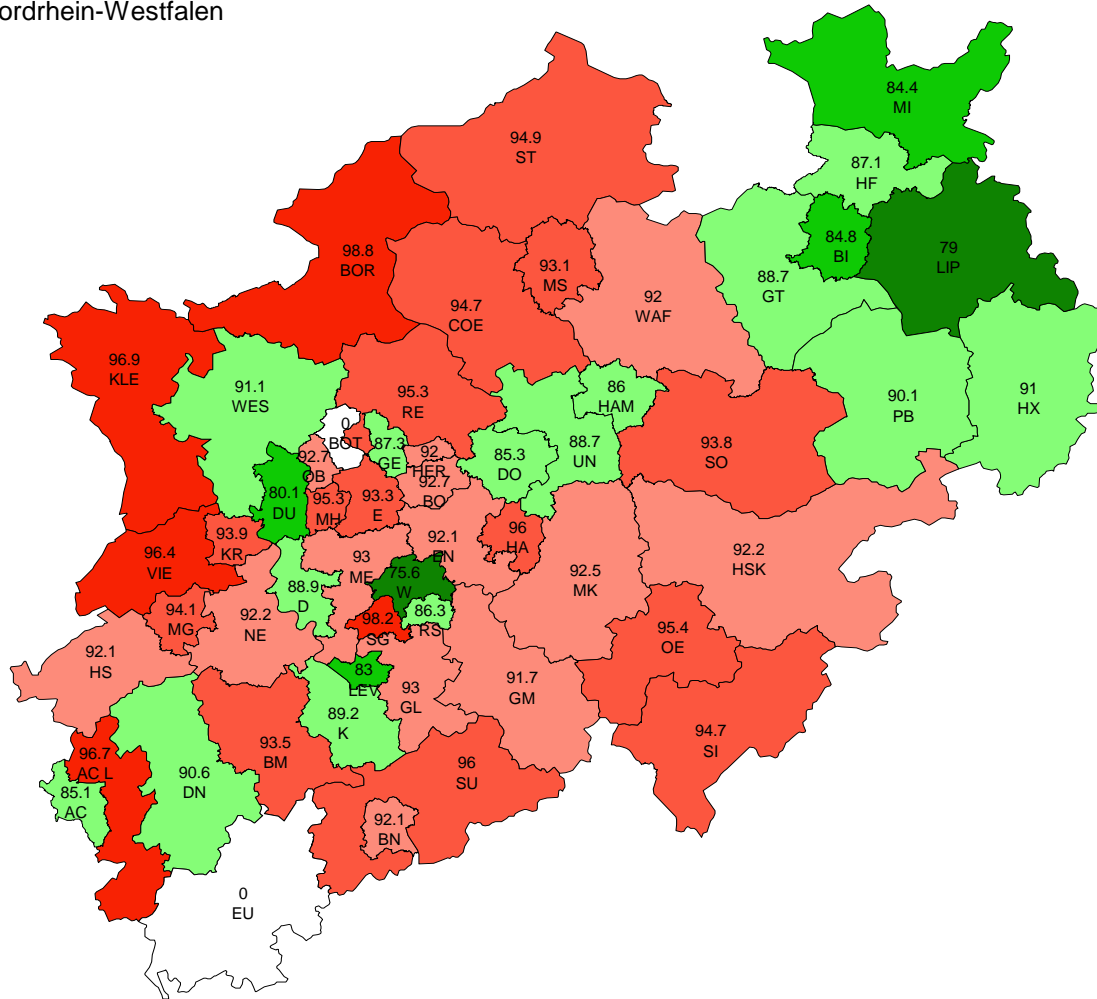 ordrhein-Westfalen
84.4
MI
94.9
ST
87.1
HF
84.8
BI
79
LIP
98.8
BOR
93.1
MS
88.7
GT
92
WAF
94.7
COE
96.9
KLE
91.1
WES
95.3
RE
86
HAM
90.1
PB
91
HX
0
BOT
87.3
GE
92
HER
92.7
OB
85.3
DO
88.7
UN
93.8
SO
80.1
DU
95.3
MH
93.3
E
92.7
BO
93.9
KR
96.4
VIE
92.1
EN
96
HA
92.2
HSK
93
ME
75.6
W
92.5
MK
88.9
D
94.1
MG
92.2
NE
98.2
SG
86.3
RS
95.4
OE
92.1
HS
83
LEV
93
GL
91.7
GM
89.2
K
94.7
SI
93.5
BM
96
SU
96.7
AC L
90.6
DN
85.1
AC
92.1
BN
0
EU